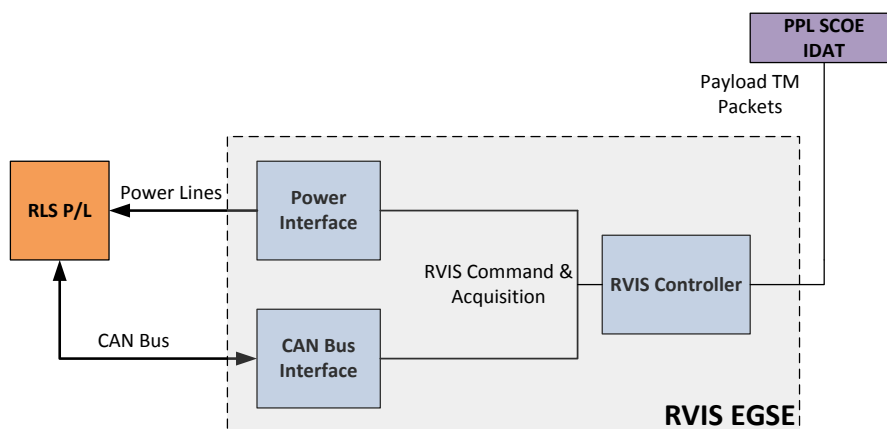 PPL SCOE
IDAT
Payload TM
Packets
RLS P/L
Power Lines
Power
Interface
RVIS Command &
Acquisition
RVIS Controller
CAN Bus
CAN Bus
Interface
RVIS EGSE